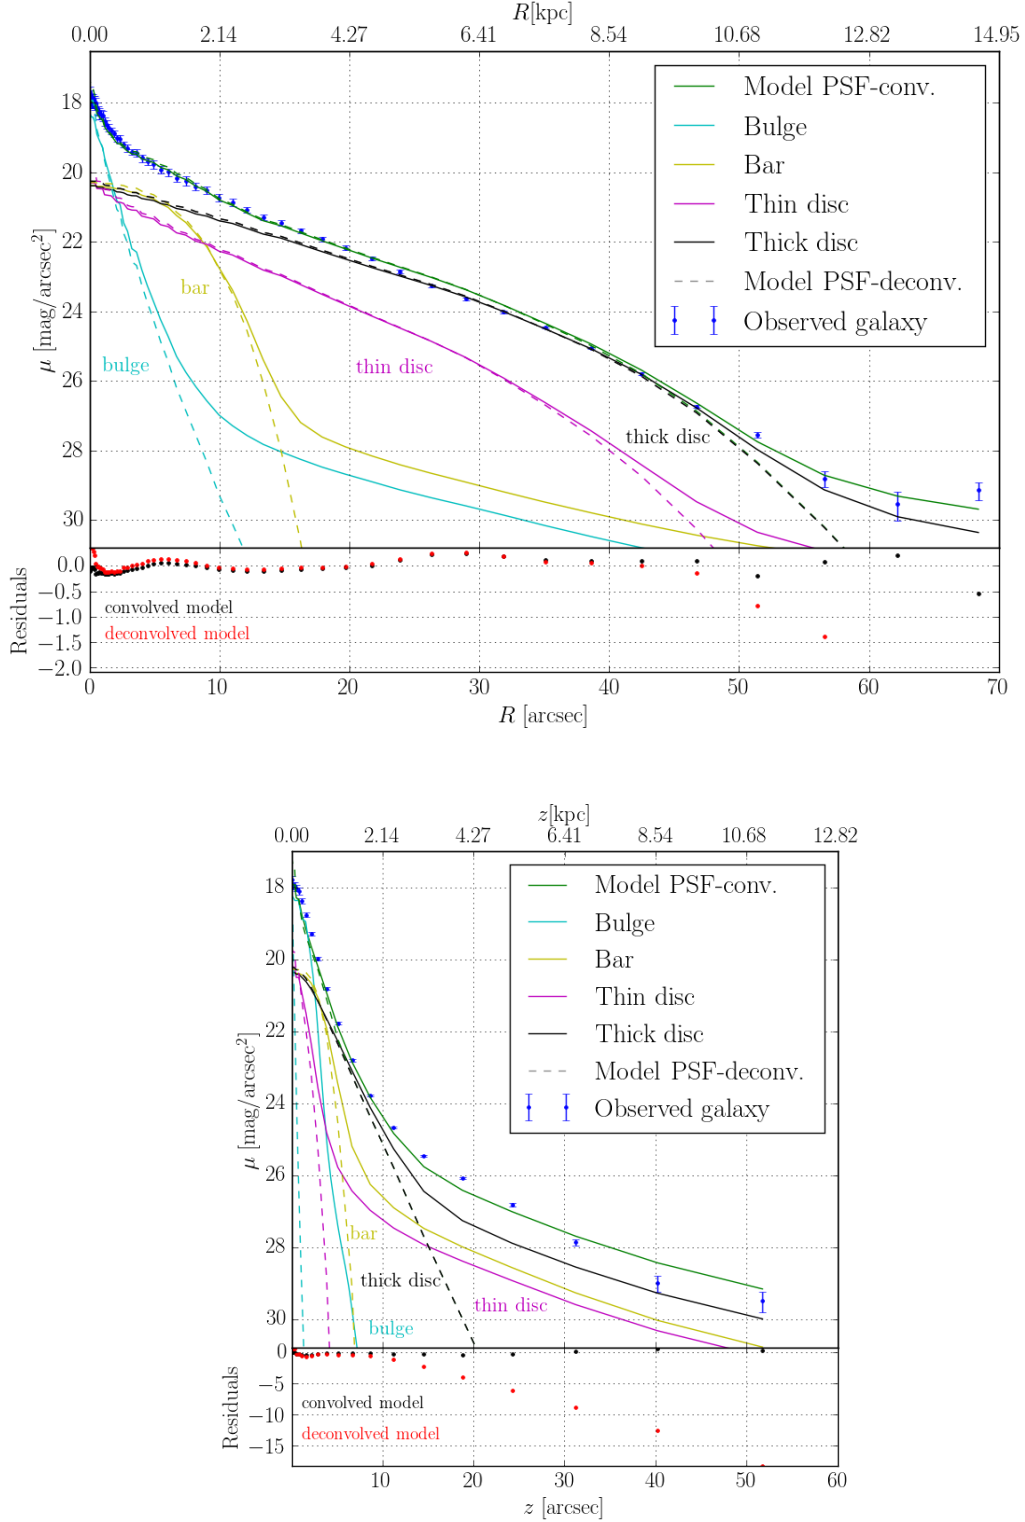 R[kpc]
0.00 2.14 4.27 6.41 8.54 10.68 12.82 14.95
18
20
22
24
26
28
30
μ [mag/arcsec²]
Model PSF-conv.
Bulge
Bar
Thin disc
Thick disc
Model PSF-deconv.
Observed galaxy
bar
bulge
thin disc
thick disc
0.0
−0.5
−1.0
−1.5
−2.0
Residuals
convolved model
deconvolved model
0 10 20 30 40 50 60 70
R [arcsec]
z[kpc]
0.00 2.14 4.27 6.41 8.54 10.68 12.82
18
20
22
24
26
28
30
μ [mag/arcsec²]
Model PSF-conv.
Bulge
Bar
Thin disc
Thick disc
Model PSF-deconv.
Observed galaxy
bar
thick disc
thin disc
bulge
0
−5
−10
−15
Residuals
convolved model
deconvolved model
10 20 30 40 50 60
z [arcsec]